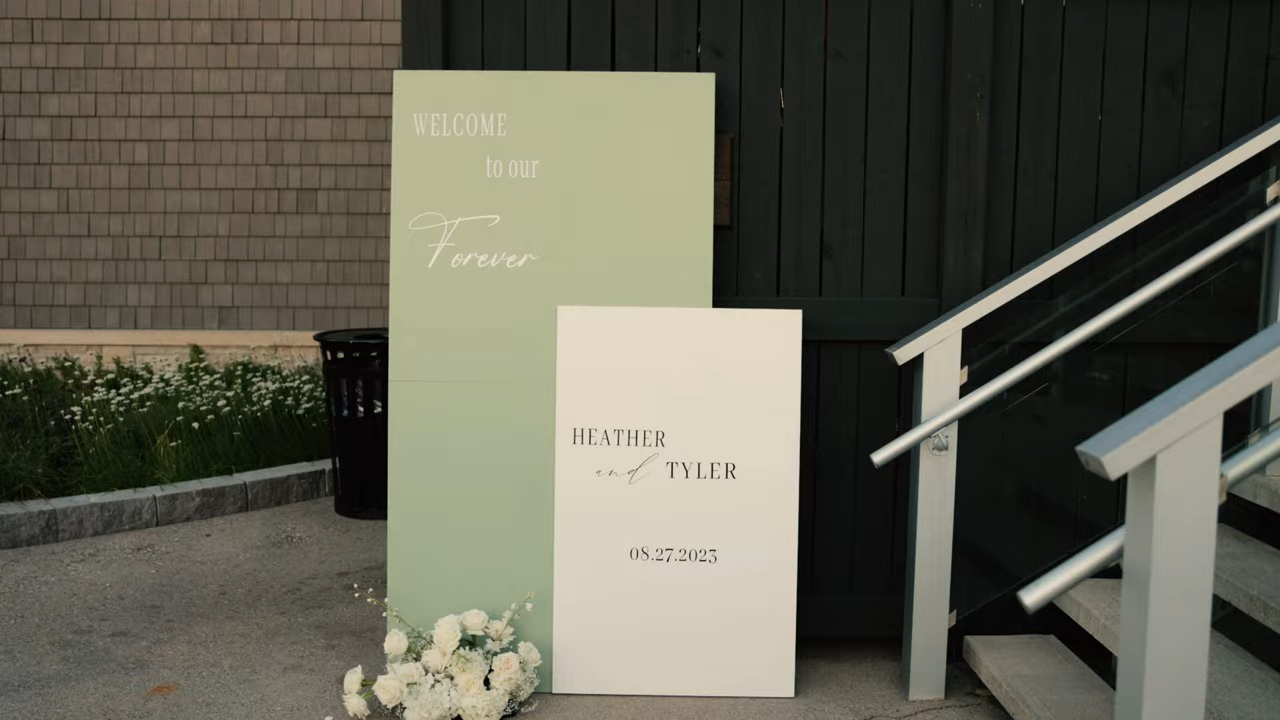 WELCOME
to our
Forever
HEATHER
and TYLER
08.27.2023